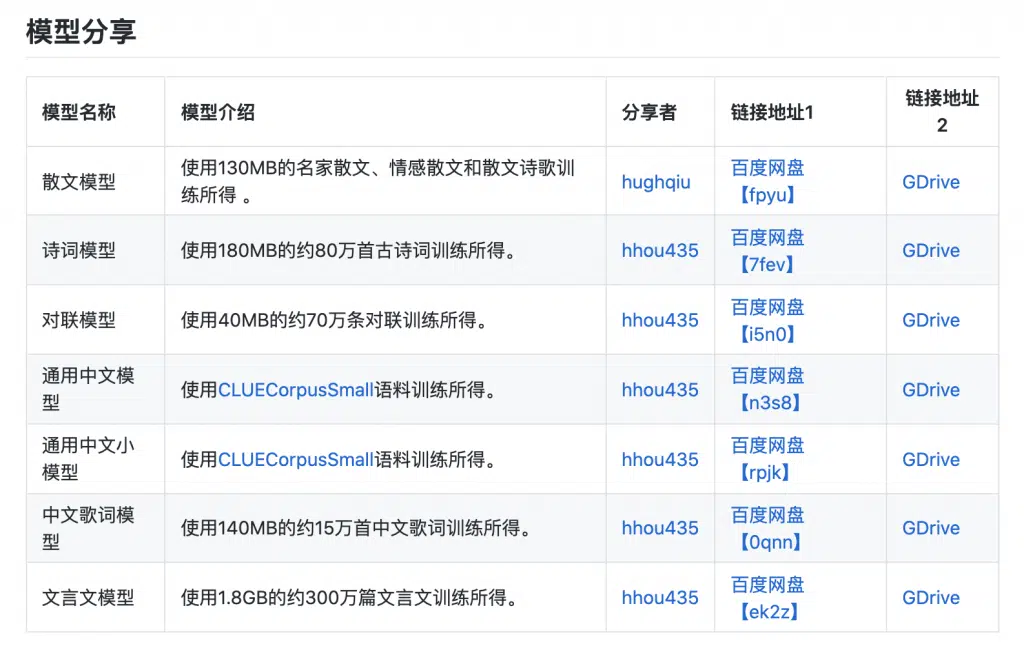 模型分享
模型名称 模型介绍 分享者 链接地址1 链接地址
2
散文模型 使用130MB的名家散文、情感散文和散文诗歌训
练所得 。 hughqiu 百度网盘
【fpyu】 GDrive
诗词模型 使用180MB的约80万首古诗词训练所得。 hhou435 百度网盘
【7fev】 GDrive
对联模型 使用40MB的约70万条对联训练所得。 hhou435 百度网盘
【i5n0】 GDrive
通用中文模
型 使用CLUECorpusSmall语料训练所得。 hhou435 百度网盘
【n3s8】 GDrive
通用中文小
模型 使用CLUECorpusSmall语料训练所得。 hhou435 百度网盘
【rpjk】 GDrive
中文歌词模
型 使用140MB的约15万首中文歌词训练所得。 hhou435 百度网盘
【0qnn】 GDrive
文言文模型 使用1.8GB的约300万篇文言文训练所得。 hhou435 百度网盘
【ek2z】 GDrive